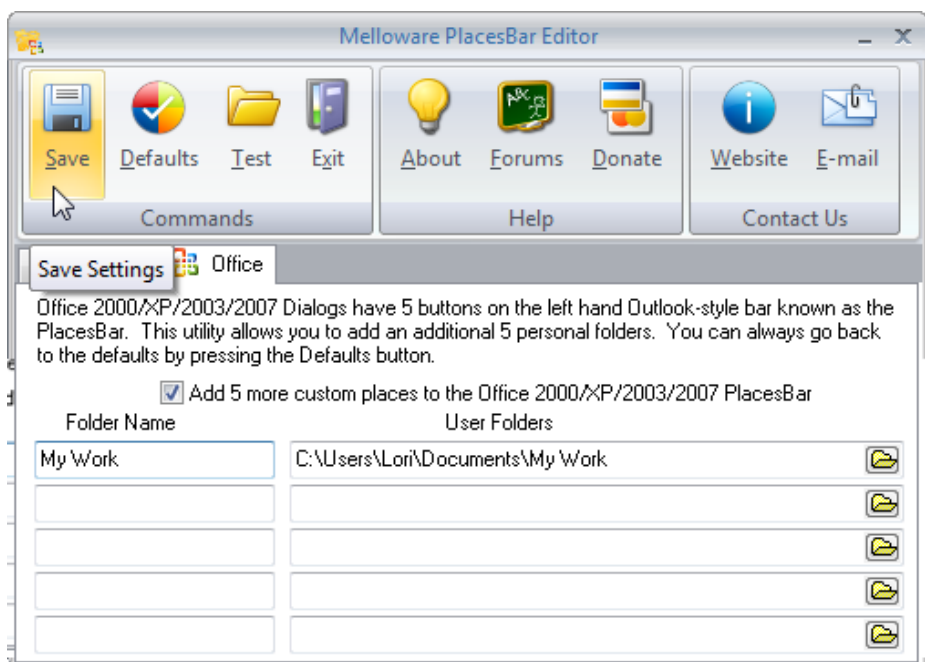 Melloware PlacesBar Editor
Save Defaults Test Exit About Forums Donate Website E-mail
Commands Help Contact Us
Save Settings Office
Office 2000/XP/2003/2007 Dialogs have 5 buttons on the left hand Outlook-style bar known as the
PlacesBar. This utility allows you to add an additional 5 personal folders. You can always go back
to the defaults by pressing the Defaults button.
Add 5 more custom places to the Office 2000/XP/2003/2007 PlacesBar
Folder Name User Folders
My Work C:\Users\Lori\Documents\My Work